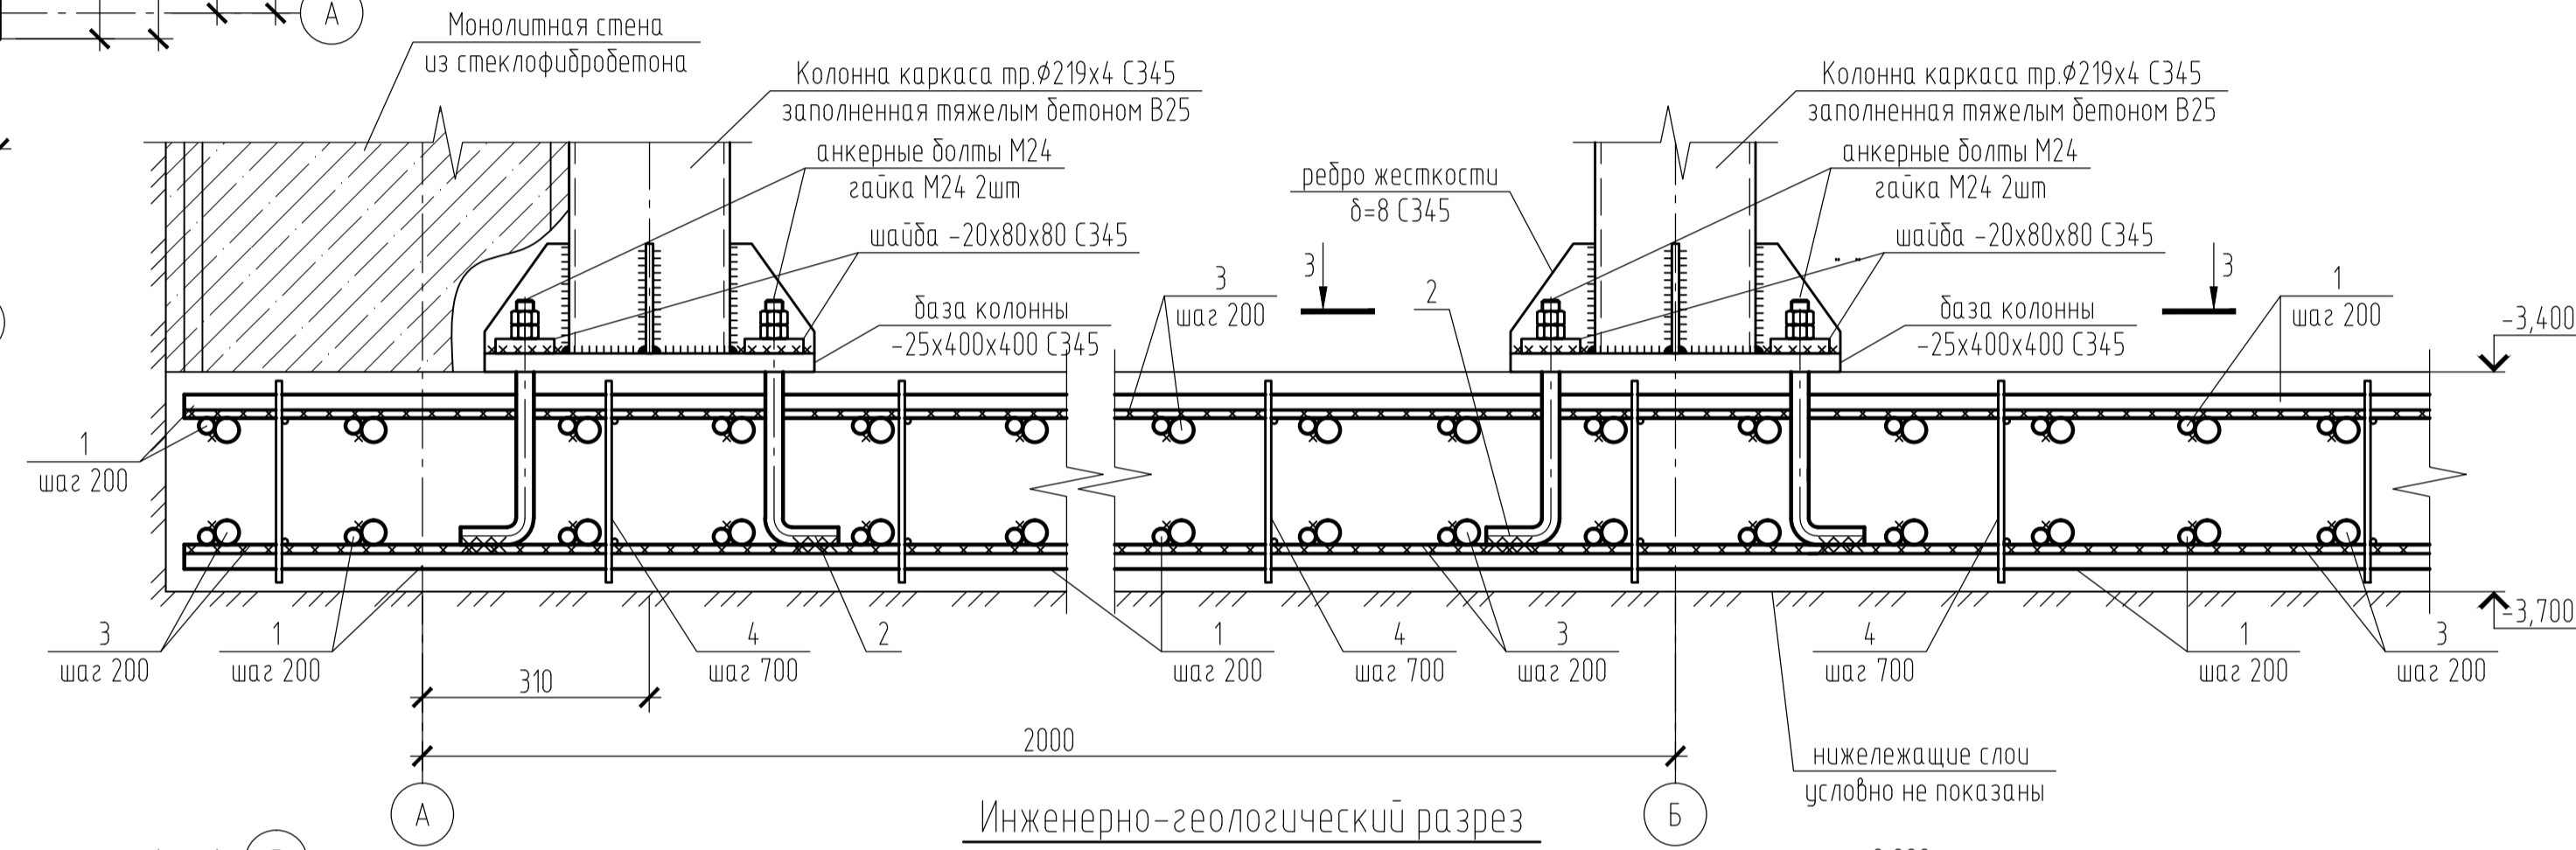 А
Монолитная стена
из стеклофибробетона
Колонна каркаса тр.Ø219х4 С345
заполненная тяжелым бетоном В25
анкерные болты М24
гайка М24 2шт
шайба -20х80х80 С345
база колонны
-25х400х400 С345
Колонна каркаса тр.Ø219х4 С345
заполненная тяжелым бетоном В25
анкерные болты М24
гайка М24 2шт
ребро жесткости
δ=8 С345
шайба -20х80х80 С345
база колонны
-25х400х400 С345
3
шаг 200
3
2
3
1
шаг 200
-3,400
1
шаг 200
-3,700
3
шаг 200
1
шаг 200
4
шаг 700
2
1
шаг 200
4
шаг 700
3
шаг 200
4
шаг 700
1
шаг 200
3
шаг 200
310
2000
нижележащие слои
условно не показаны
А
Б
Инженерно-геологический разрез